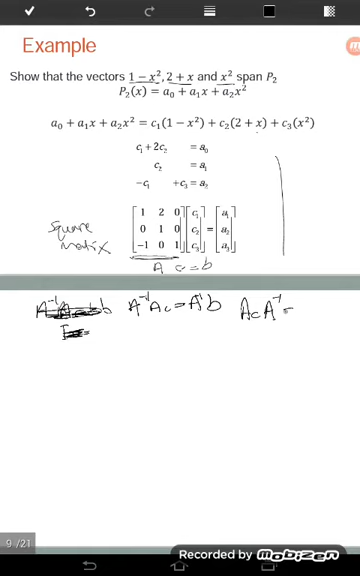 Example
Show that the vectors 1 − x², 2 + x and x² span P₂
P₂(x) = a₀ + a₁x + a₂x²
a₀ + a₁x + a₂x² = c₁(1 − x²) + c₂(2 + x) + c₃(x²)
c₁ + 2c₂ = a₀
c₂ = a₁
−c₁ + c₃ = a₂
[1 2 0] [c₁] = [a₁]
[0 1 0] [c₂] = [a₂]
[−1 0 1] [c₃] = [a₃]
Square
matrix
A c = b
A⁻¹Ac = A⁻¹b AcA⁻¹ =
9 / 21
Recorded by Mobizen